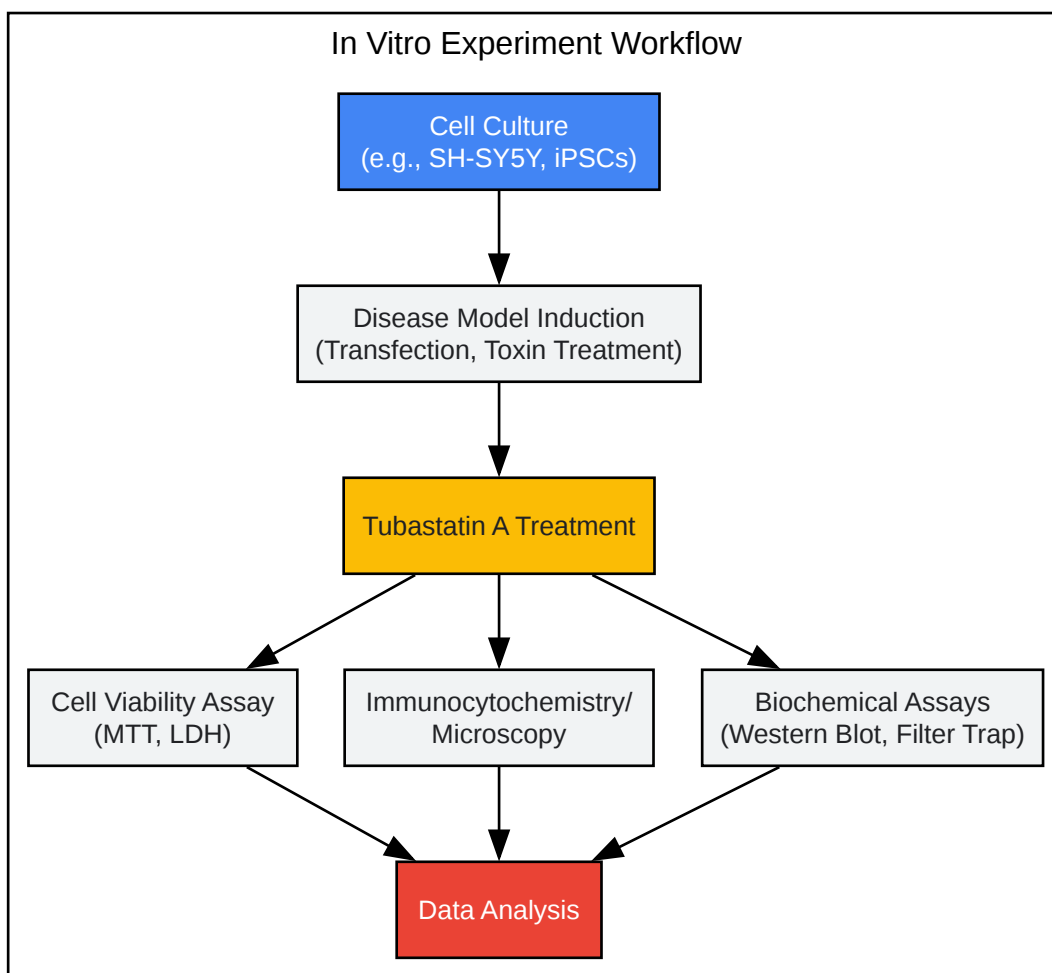 In Vitro Experiment Workflow
Cell Culture
(e.g., SH-SY5Y, iPSCs)
Disease Model Induction
(Transfection, Toxin Treatment)
Tubastatin A Treatment
Cell Viability Assay
(MTT, LDH)
Immunocytochemistry/
Microscopy
Biochemical Assays
(Western Blot, Filter Trap)
Data Analysis